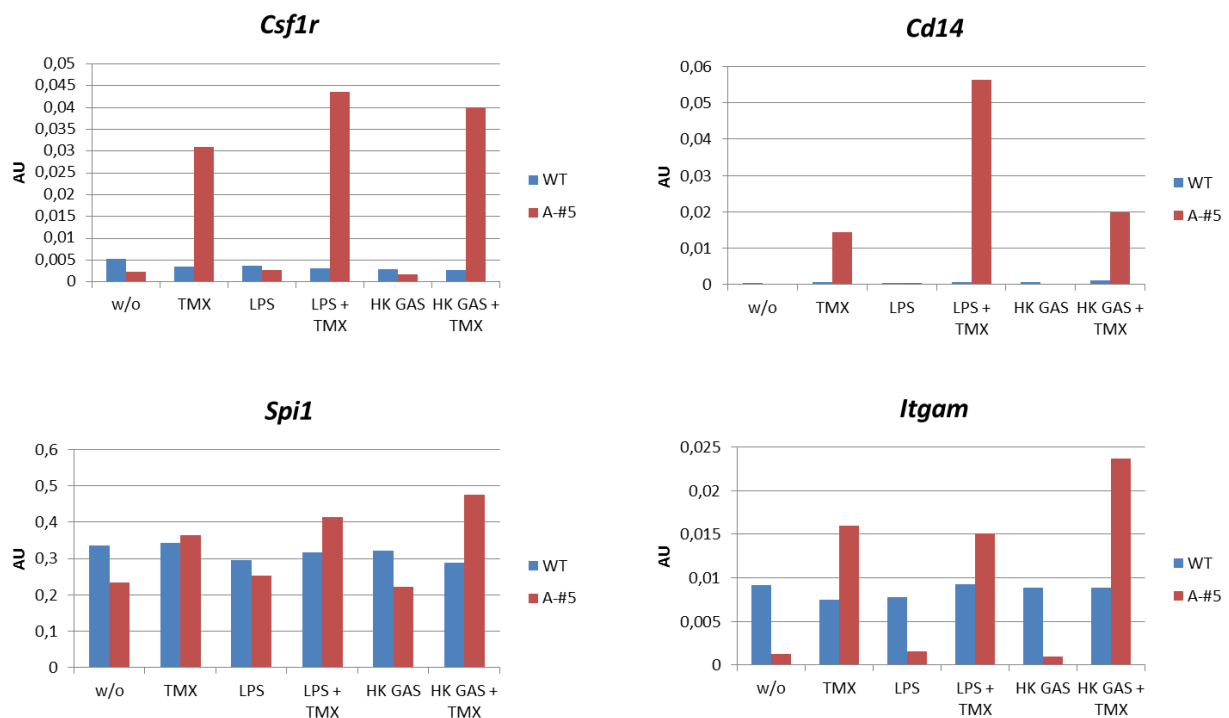 Csf1r
0,05
0,045
0,04
0,035
0,03
0,025
0,02
0,015
0,01
0,005
0
AU
w/o TMX LPS LPS + HK GAS HK GAS +
TMX TMX
WT
A-#5
Cd14
0,06
0,05
0,04
0,03
0,02
0,01
0
AU
w/o TMX LPS LPS + HK GAS HK GAS +
TMX TMX
WT
A-#5
Spi1
0,6
0,5
0,4
0,3
0,2
0,1
0
AU
w/o TMX LPS LPS + HK GAS HK GAS +
TMX TMX
WT
A-#5
Itgam
0,025
0,02
0,015
0,01
0,005
0
AU
w/o TMX LPS LPS + HK GAS HK GAS +
TMX TMX
WT
A-#5